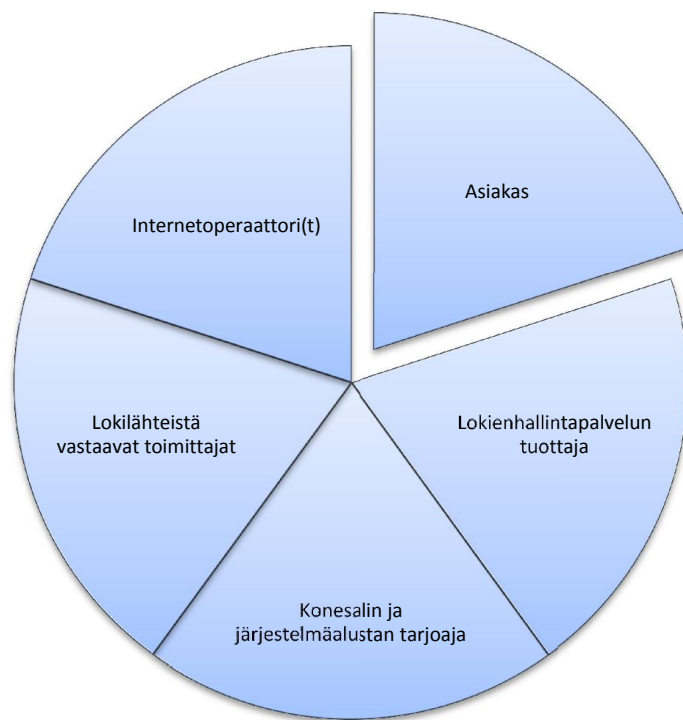 Asiakas
Internetoperaattori(t)
Lokienhallintapalvelun
tuottaja
Lokilähteistä
vastaavat toimittajat
Konesalin ja
järjestelmäalustan tarjoaja